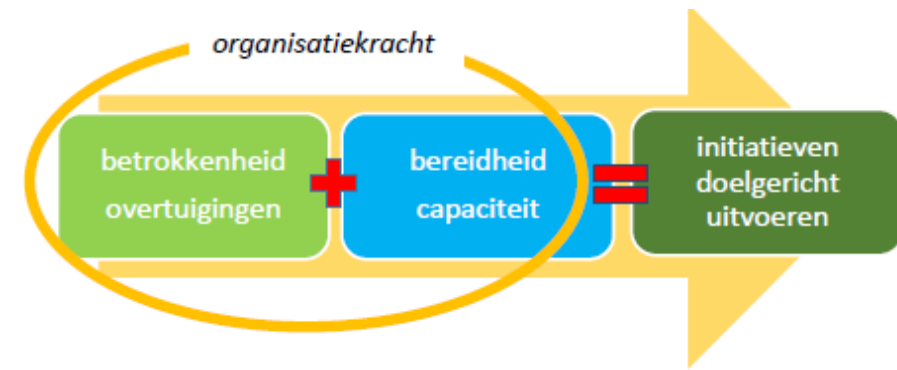 organisatiekracht
betrokkenheid
overtuigingen
+
bereidheid
capaciteit
=
initiatieven
doelgericht
uitvoeren